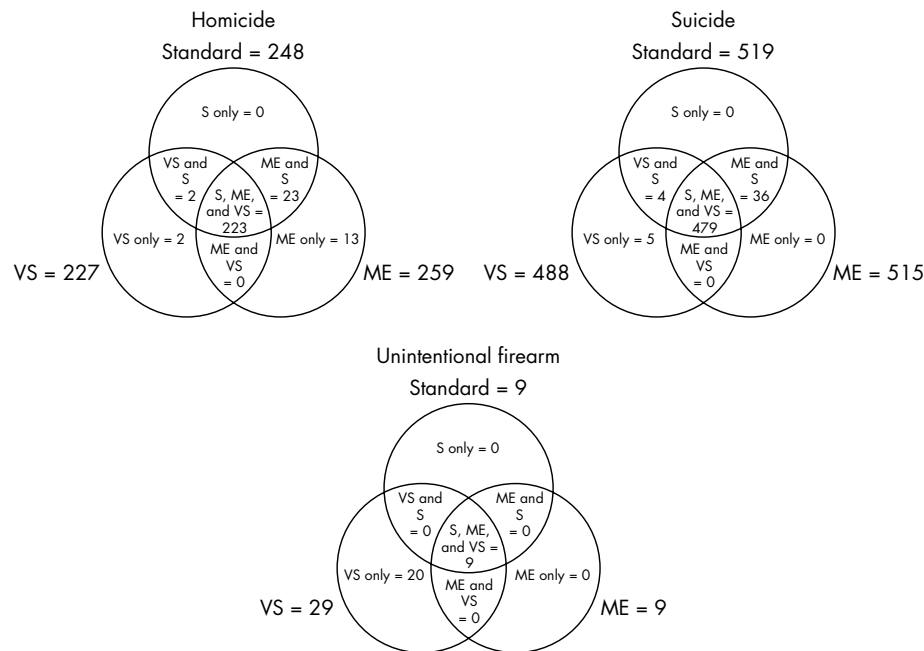 Homicide
Standard = 248
S only = 0
VS and
S
= 2
ME and
S
= 23
S, ME,
and VS =
223
VS only = 2
ME only = 13
ME and
VS
= 0
VS = 227
ME = 259
Suicide
Standard = 519
S only = 0
VS and
S
= 4
ME and
S
= 36
S, ME,
and VS =
479
VS only = 5
ME only = 0
ME and
VS
= 0
VS = 488
ME = 515
Unintentional firearm
Standard = 9
S only = 0
VS and
S
= 0
ME and
S
= 0
S, ME,
and VS =
9
VS only = 20
ME only = 0
ME and
VS
= 0
VS = 29
ME = 9